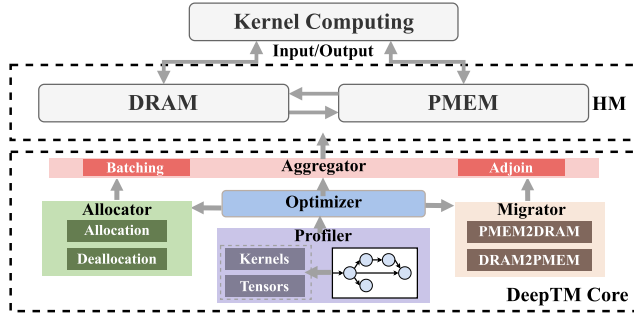 Kernel Computing
Input/Output
DRAM
PMEM
HM
Batching
Aggregator
Adjoin
Allocator
Optimizer
Migrator
Allocation
Profiler
PMEM2DRAM
Deallocation
Kernels
DRAM2PMEM
Tensors
DeepTM Core